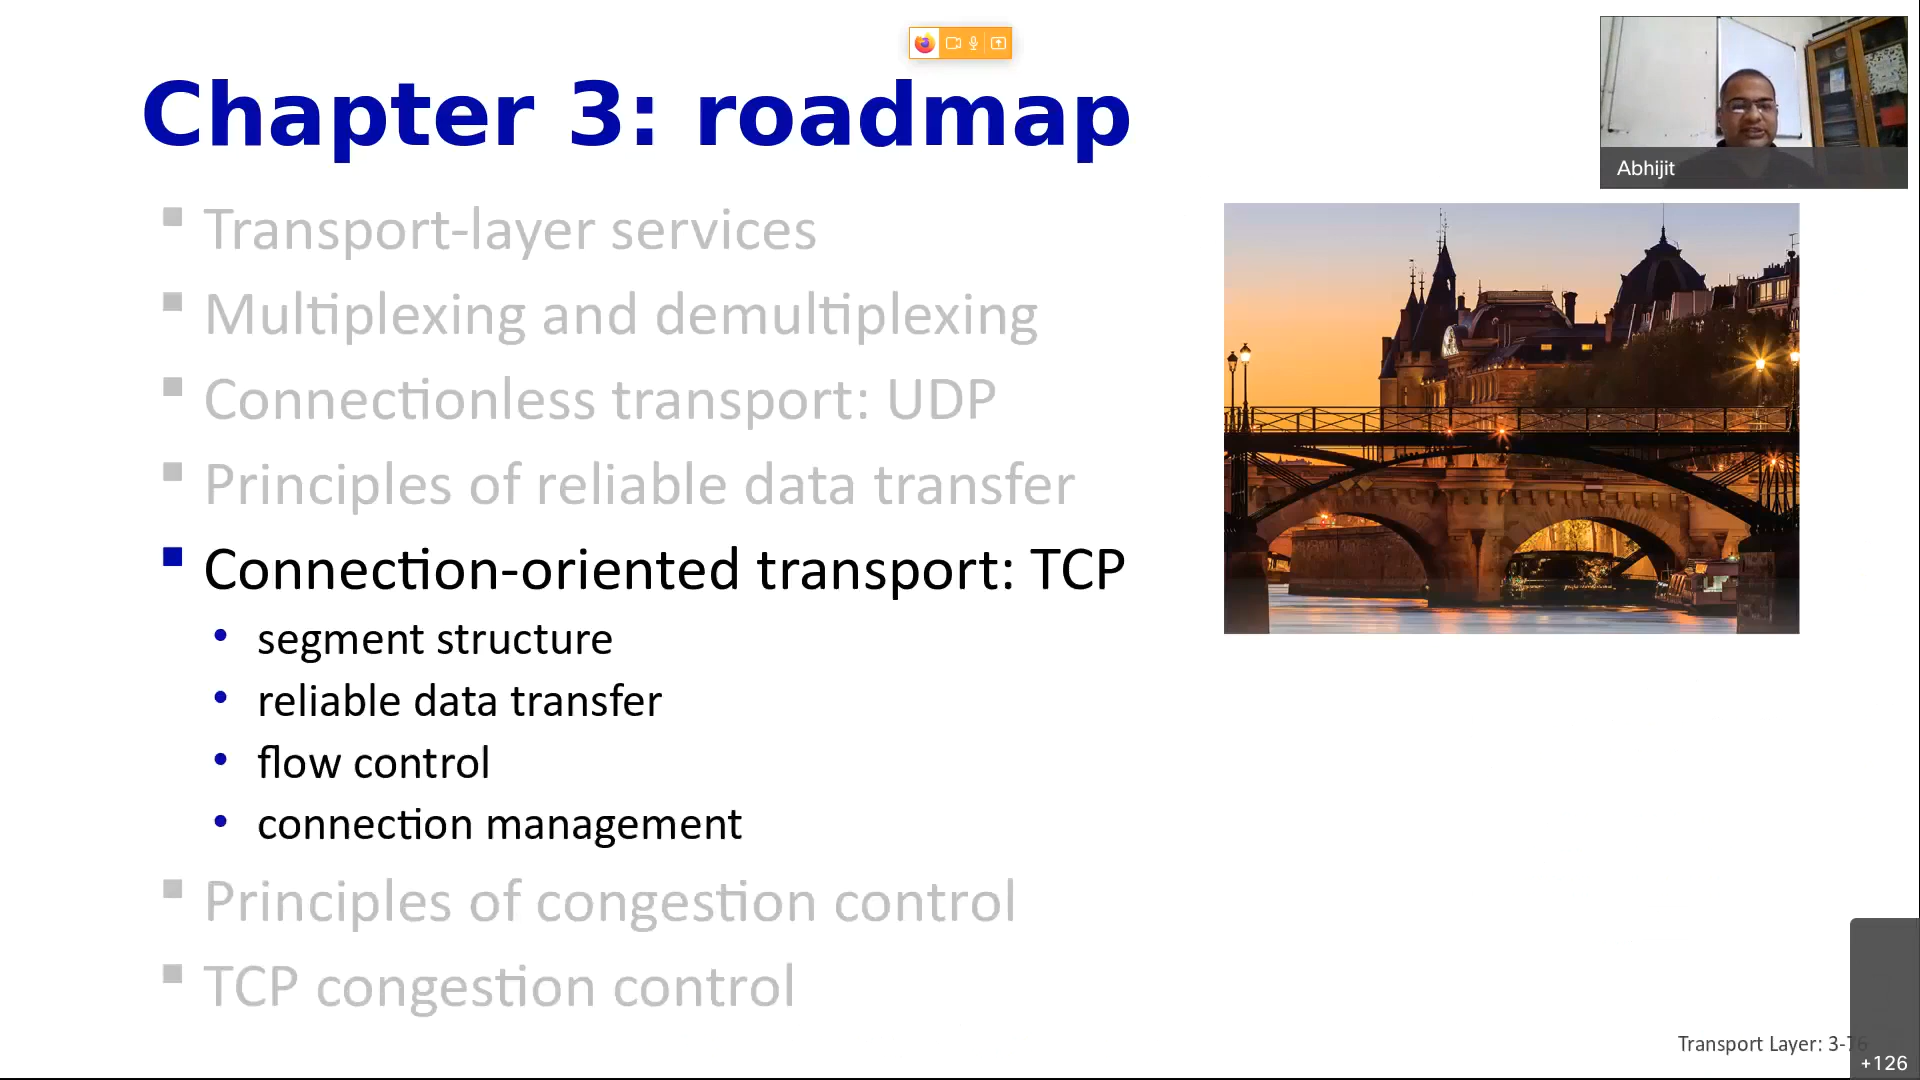 Chapter 3: roadmap
Abhijit
Transport-layer services
Multiplexing and demultiplexing
Connectionless transport: UDP
Principles of reliable data transfer
Connection-oriented transport: TCP
segment structure
reliable data transfer
flow control
connection management
Principles of congestion control
TCP congestion control
Transport Layer: 3-76
+126